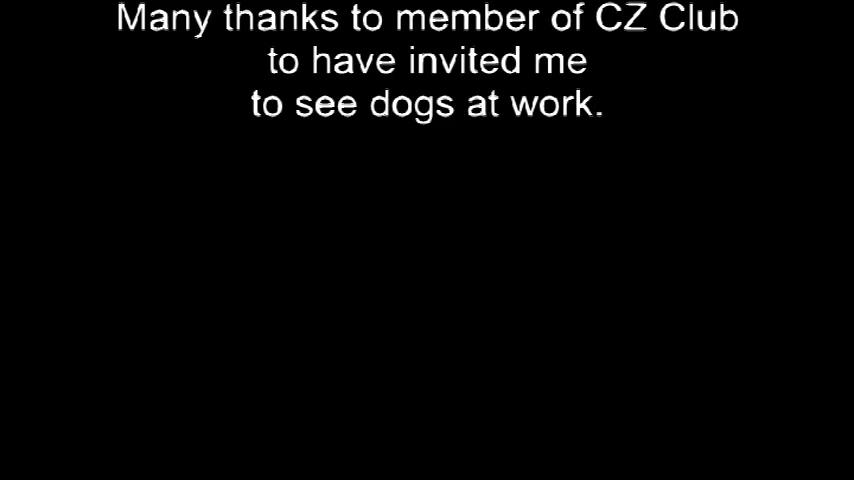 Many thanks to member of CZ Club
to have invited me
to see dogs at work.